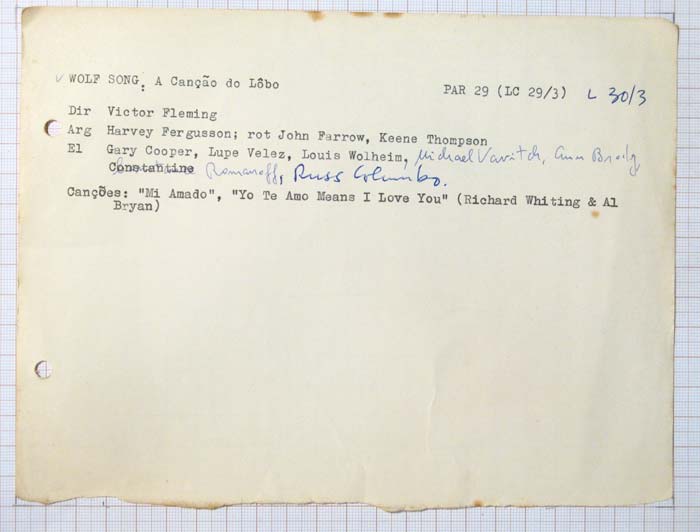 ✓ WOLF SONG: A Canção do Lôbo PAR 29 (LC 29/3) L 30/3
Dir Victor Fleming
Arg Harvey Fergusson; rot John Farrow, Keene Thompson
El Gary Cooper, Lupe Velez, Louis Wolheim, Michael Vavitch, Ann Brody
Constantine Romanoff, Russ Columbo.
Canções: "Mi Amado", "Yo Te Amo Means I Love You" (Richard Whiting & Al
Bryan)